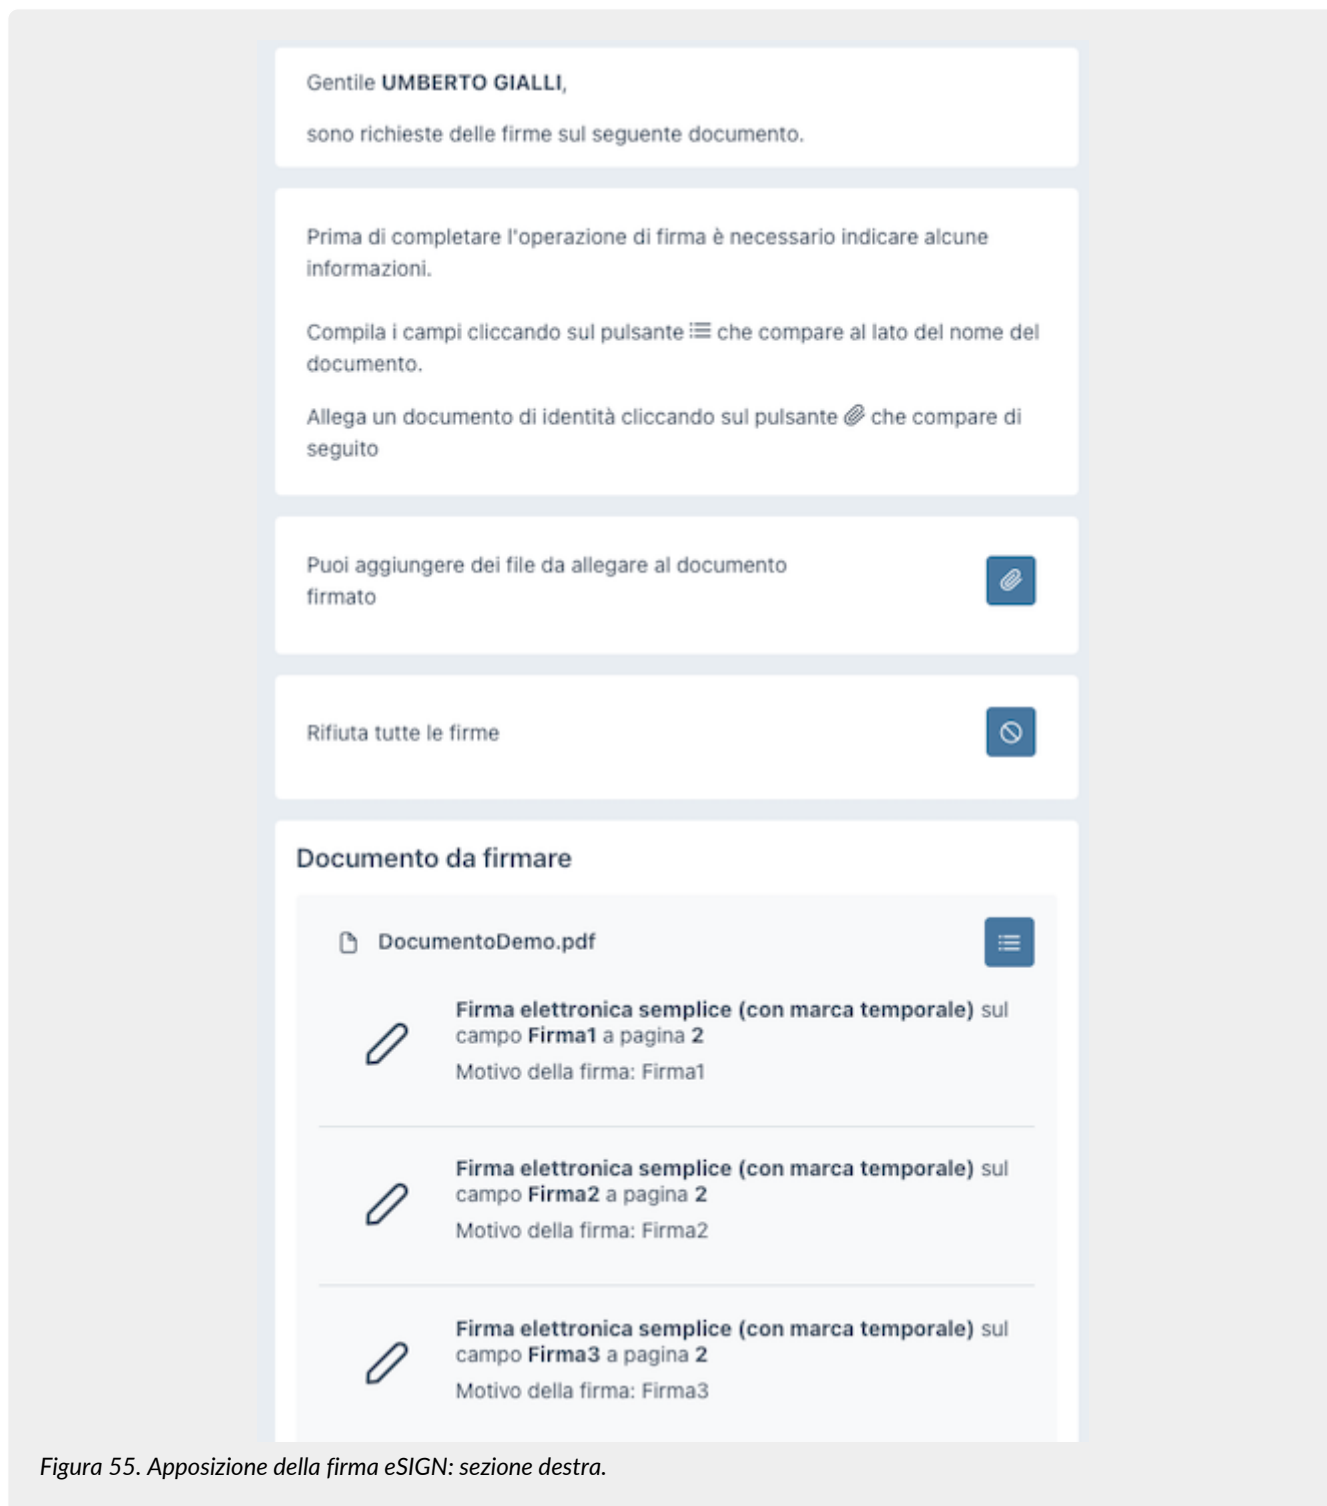 Gentile UMBERTO GIALLI,
sono richieste delle firme sul seguente documento.
Prima di completare l'operazione di firma è necessario indicare alcune
informazioni.
Compila i campi cliccando sul pulsante che compare al lato del nome del
documento.
Allega un documento di identità cliccando sul pulsante che compare di
seguito
Puoi aggiungere dei file da allegare al documento
firmato
Rifiuta tutte le firme
Documento da firmare
DocumentoDemo.pdf
Firma elettronica semplice (con marca temporale) sul
campo Firma1 a pagina 2
Motivo della firma: Firma1
Firma elettronica semplice (con marca temporale) sul
campo Firma2 a pagina 2
Motivo della firma: Firma2
Firma elettronica semplice (con marca temporale) sul
campo Firma3 a pagina 2
Motivo della firma: Firma3
Figura 55. Apposizione della firma eSIGN: sezione destra.